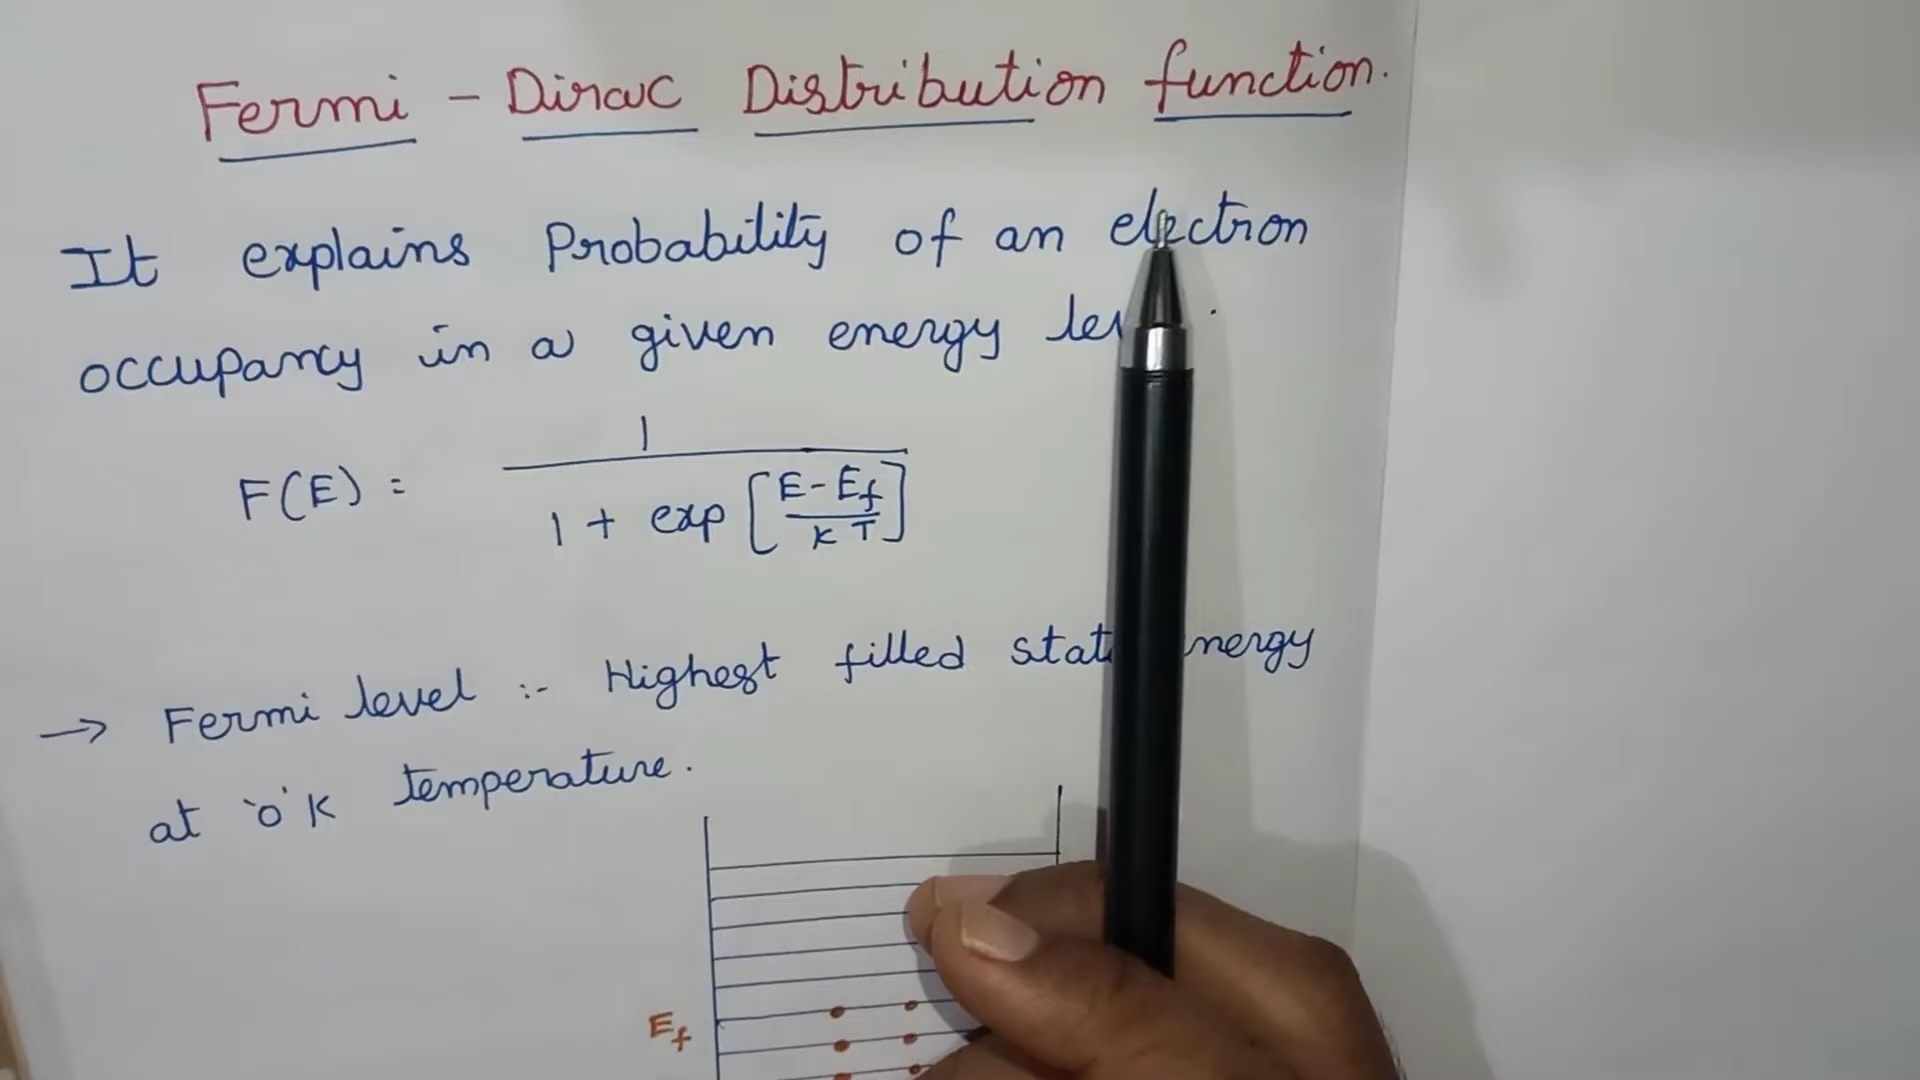 Fermi - Dirac Distribution function.
It explains Probability of an electron
occupancy in a given energy
F(E) = 1 / 1 + exp [E - Ef / KT]
→ Fermi level :- Highest filled
at 'o' K temperature.
Ef